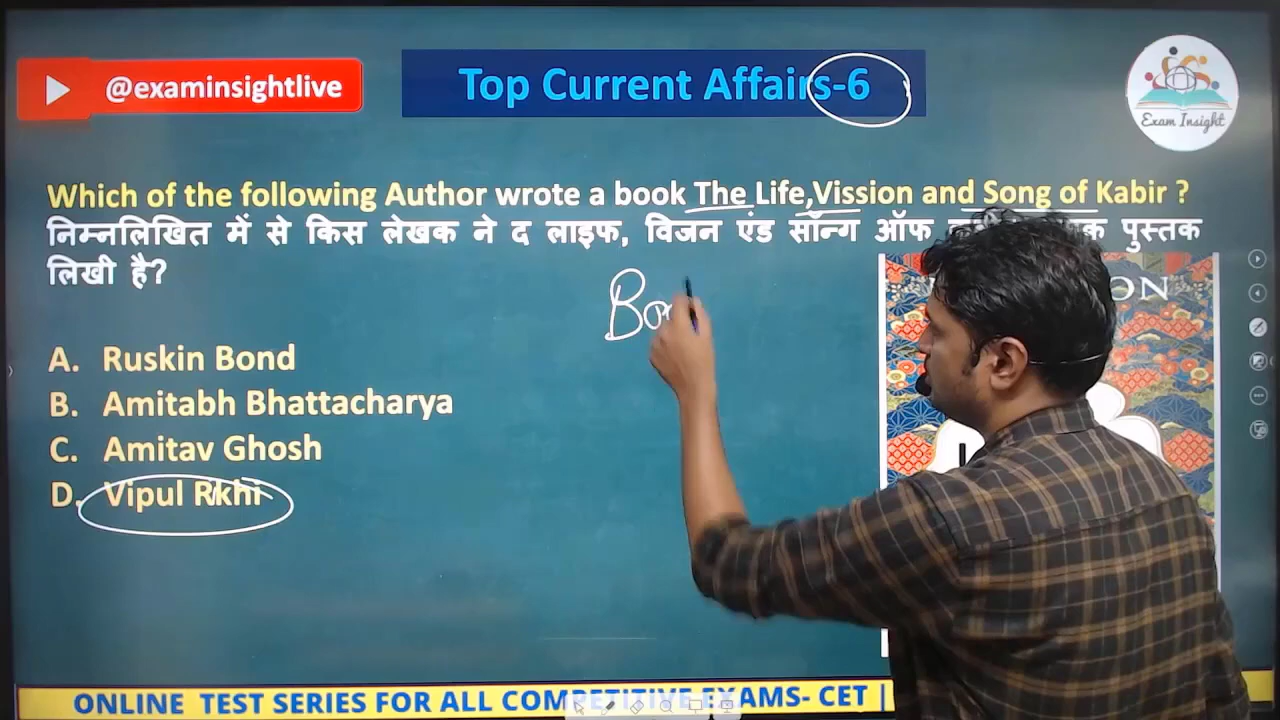 @examinsightlive
Top Current Affairs-6
Exam Insight
Which of the following Author wrote a book The Life,Vission and Song of Kabir ?
निम्नलिखित में से किस लेखक ने द लाइफ, विजन एंड सॉन्ग ऑफ पुस्तक
लिखी है?
ON
A. Ruskin Bond
B. Amitabh Bhattacharya
C. Amitav Ghosh
D. Vipul Rkhi
ONLINE TEST SERIES FOR ALL COMPETITIVE EXAMS- CET |